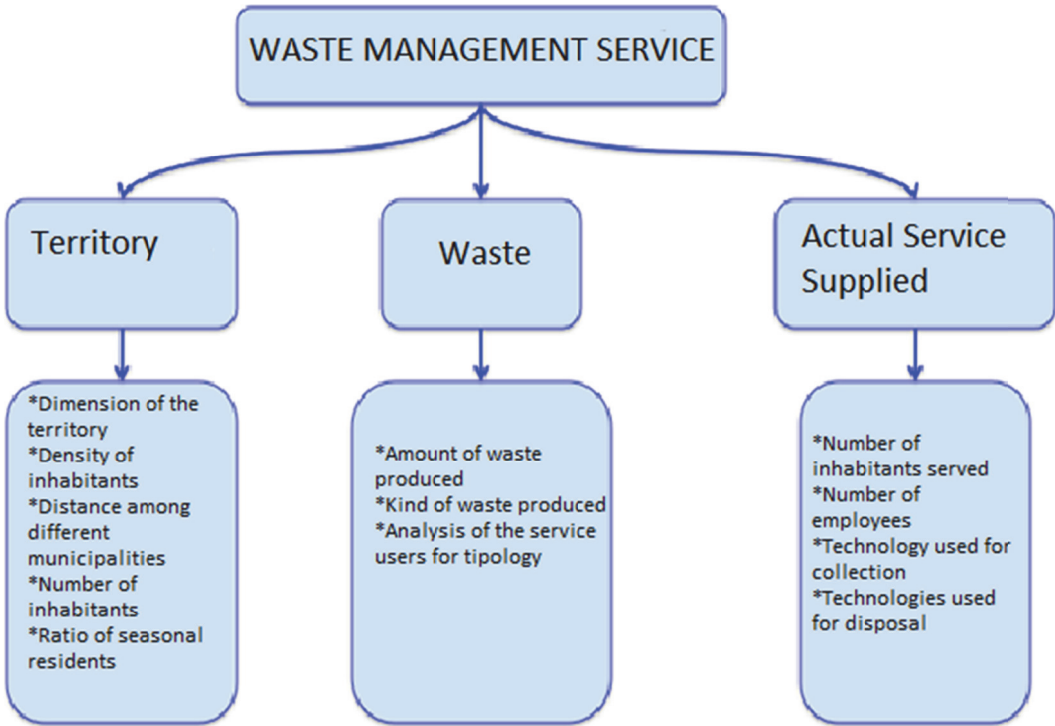 WASTE MANAGEMENT SERVICE
Territory
Waste
Actual Service
Supplied
*Dimension of the
territory
*Density of
inhabitants
*Distance among
different
municipalities
*Number of
inhabitants
*Ratio of seasonal
residents
*Amount of waste
produced
*Kind of waste produced
*Analysis of the service
users for tipology
*Number of
inhabitants served
*Number of
employees
*Technology used for
collection
*Technologies used
for disposal